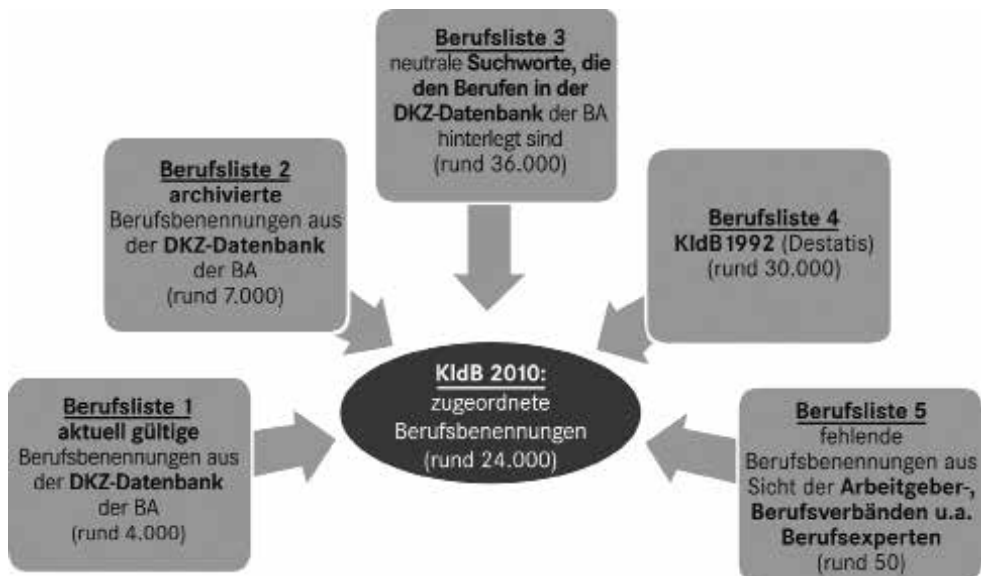 Berufsliste 3
neutrale Suchworte, die
den Berufen in der
DKZ-Datenbank der BA
hinterlegt sind
(rund 36.000)
Berufsliste 2
archivierte
Berufsbenennungen aus
der DKZ-Datenbank
der BA
(rund 7.000)
Berufsliste 4
KldB 1992 (Destatis)
(rund 30.000)
KldB 2010:
zugeordnete
Berufsbenennungen
(rund 24.000)
Berufsliste 1
aktuell gültige
Berufsbenennungen aus
der DKZ-Datenbank
der BA
(rund 4.000)
Berufsliste 5
fehlende
Berufsbenennungen aus
Sicht der Arbeitgeber-,
Berufsverbänden u.a.
Berufsexperten
(rund 50)